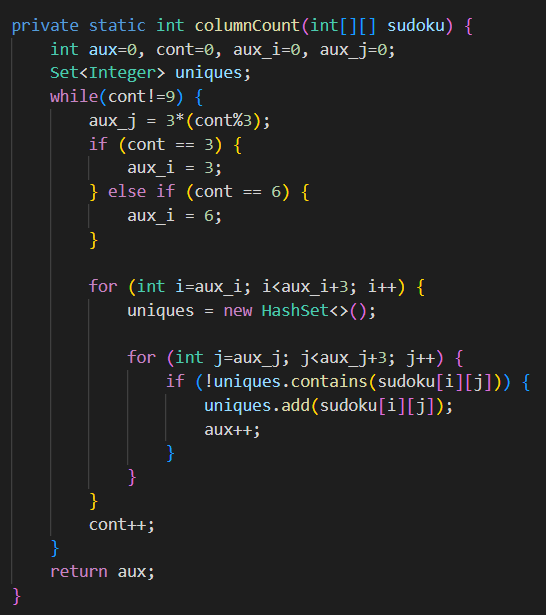 private static int columnCount(int[][] sudoku) {
    int aux=0, cont=0, aux_i=0, aux_j=0;
    Set<Integer> uniques;
    while(cont!=9) {
        aux_j = 3*(cont%3);
        if (cont == 3) {
            aux_i = 3;
        } else if (cont == 6) {
            aux_i = 6;
        }

        for (int i=aux_i; i<aux_i+3; i++) {
            uniques = new HashSet<>();

            for (int j=aux_j; j<aux_j+3; j++) {
                if (!uniques.contains(sudoku[i][j])) {
                    uniques.add(sudoku[i][j]);
                    aux++;
                }
            }
        }
        cont++;
    }
    return aux;
}